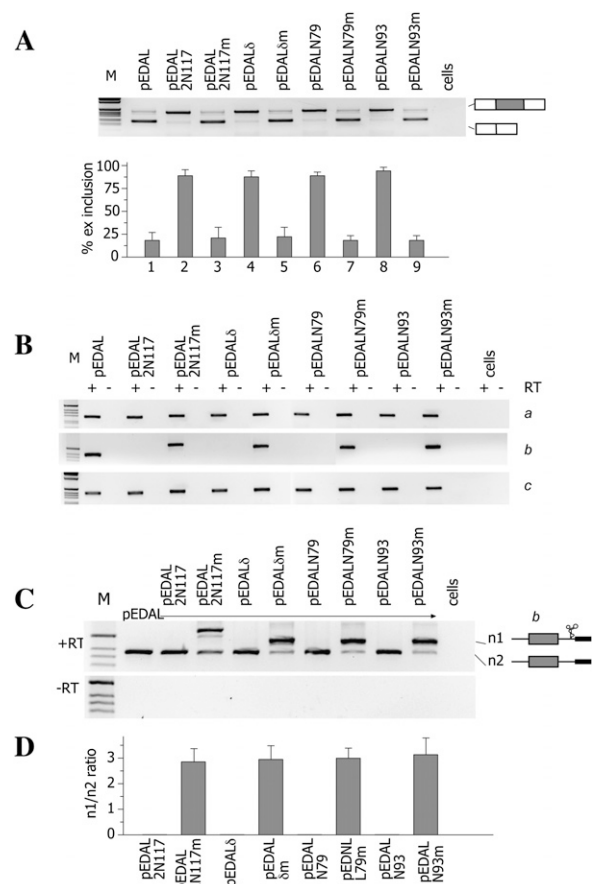 A
M
pEDAL
pEDAL
2N117
pEDAL
2N117m
pEDALδ
pEDALδm
pEDALN79
pEDALN79m
pEDALN93
pEDALN93m
cells
% ex inclusion
100
75
50
25
0
1 2 3 4 5 6 7 8 9
B
M
pEDAL
pEDAL
2N117
pEDAL
2N117m
pEDALδ
pEDALδm
pEDALN79
pEDALN79m
pEDALN93
pEDALN93m
cells
+ - + - + - + - + - + - + - + - + - + - RT
a
b
c
C
M
pEDAL
pEDAL
2N117
pEDAL
2N117m
pEDALδ
pEDALδm
pEDALN79
pEDALN79m
pEDALN93
pEDALN93m
cells
b
+RT
n1
n2
-RT
D
n1/n2 ratio
3
2
1
0
pEDAL
2N117
pEDAL
N117m
pEDALδ
pEDAL
δm
pEDAL
N79
pEDNL
L79m
pEDAL
N93
pEDAL
N93m